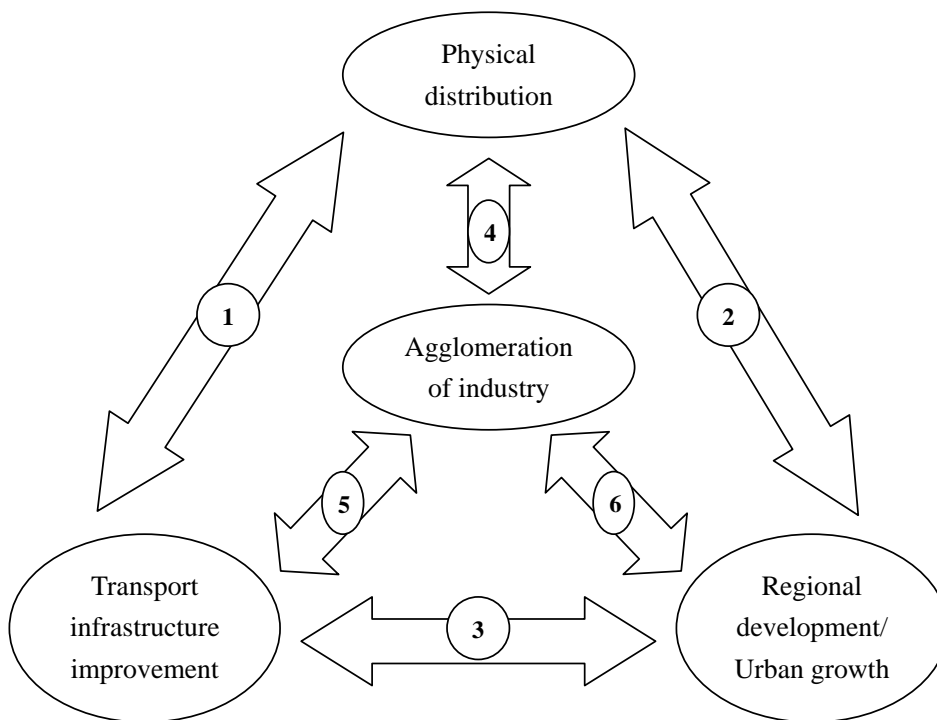 Physical
distribution
4
1
2
Agglomeration
of industry
5
6
Transport
infrastructure
improvement
3
Regional
development/
Urban growth